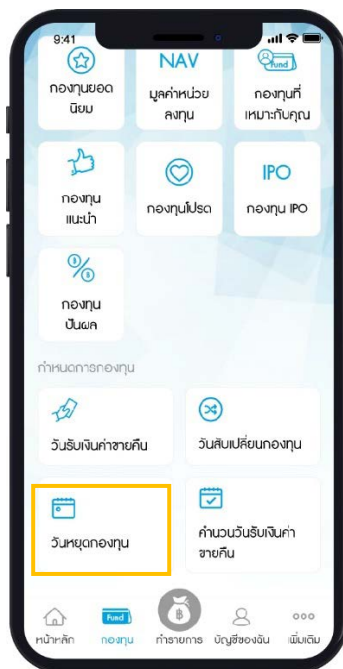 9:41
NAV
Fund
กองทุนยอด
นิยม
มูลค่าหน่วย
ลงทุน
กองทุนที่
เหมาะกับคุณ
IPO
กองทุน
แนะนำ
กองทุนโปรด
กองทุน IPO
กองทุน
ปันผล
กำหนดการกองทุน
วันรับเงินค่าขายคืน
วันสับเปลี่ยนกองทุน
วันหยุดกองทุน
คำนวนวันรับเงินค่า
ขายคืน
Fund
หน้าหลัก กองทุน ทำรายการ บัญชีของฉัน เพิ่มเติม